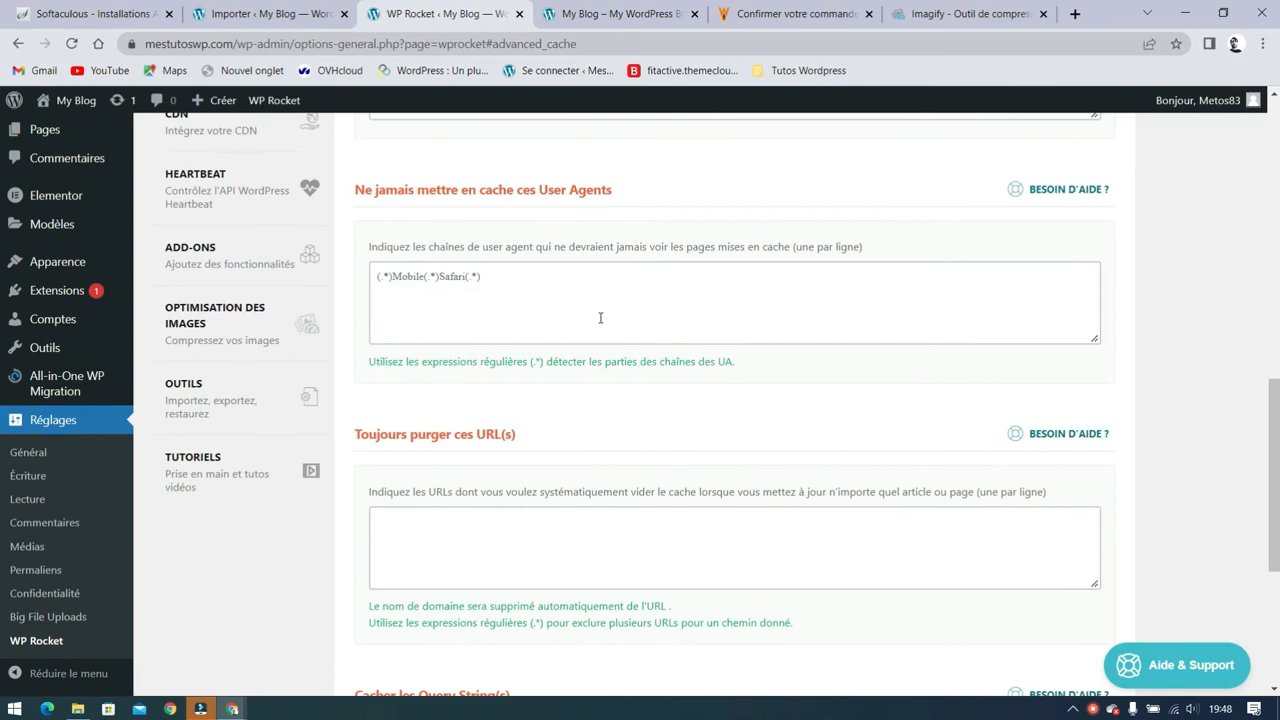 Softaculous - Installations A
Importer ‹ My Blog — Wor
WP Rocket ‹ My Blog — Wo
My Blog – My WordPress Bl
Confirmer votre commande
Imagify - Outil de compres
mestutoswp.com/wp-admin/options-general.php?page=wprocket#advanced_cache
Gmail
YouTube
Maps
Nouvel onglet
OVHcloud
WordPress : Un plu...
Se connecter ‹ Mes...
fitactive.themeclou...
Tutos Wordpress
My Blog
1
0
Créer
WP Rocket
Bonjour, Metos83
Pages
Commentaires
Elementor
Modèles
Apparence
Extensions 1
Comptes
Outils
All-in-One WP
Migration
Réglages
Général
Écriture
Lecture
Commentaires
Médias
Permaliens
Confidentialité
Big File Uploads
WP Rocket
Réduire le menu
CDN
Intégrez votre CDN
HEARTBEAT
Contrôlez l'API WordPress
Heartbeat
ADD-ONS
Ajoutez des fonctionnalités
OPTIMISATION DES
IMAGES
Compressez vos images
OUTILS
Importez, exportez,
restaurez
TUTORIELS
Prise en main et tutos
vidéos
Ne jamais mettre en cache ces User Agents
BESOIN D'AIDE ?
Indiquez les chaînes de user agent qui ne devraient jamais voir les pages mises en cache (une par ligne)
(.*)Mobile(.*)Safari(.*)
Utilisez les expressions régulières (.*) détecter les parties des chaînes des UA.
Toujours purger ces URL(s)
BESOIN D'AIDE ?
Indiquez les URLs dont vous voulez systématiquement vider le cache lorsque vous mettez à jour n'importe quel article ou page (une par ligne)
Le nom de domaine sera supprimé automatiquement de l'URL .
Utilisez les expressions régulières (.*) pour exclure plusieurs URLs pour un chemin donné.
Cacher les Query String(s)
BESOIN D'AIDE ?
Aide & Support
19:48